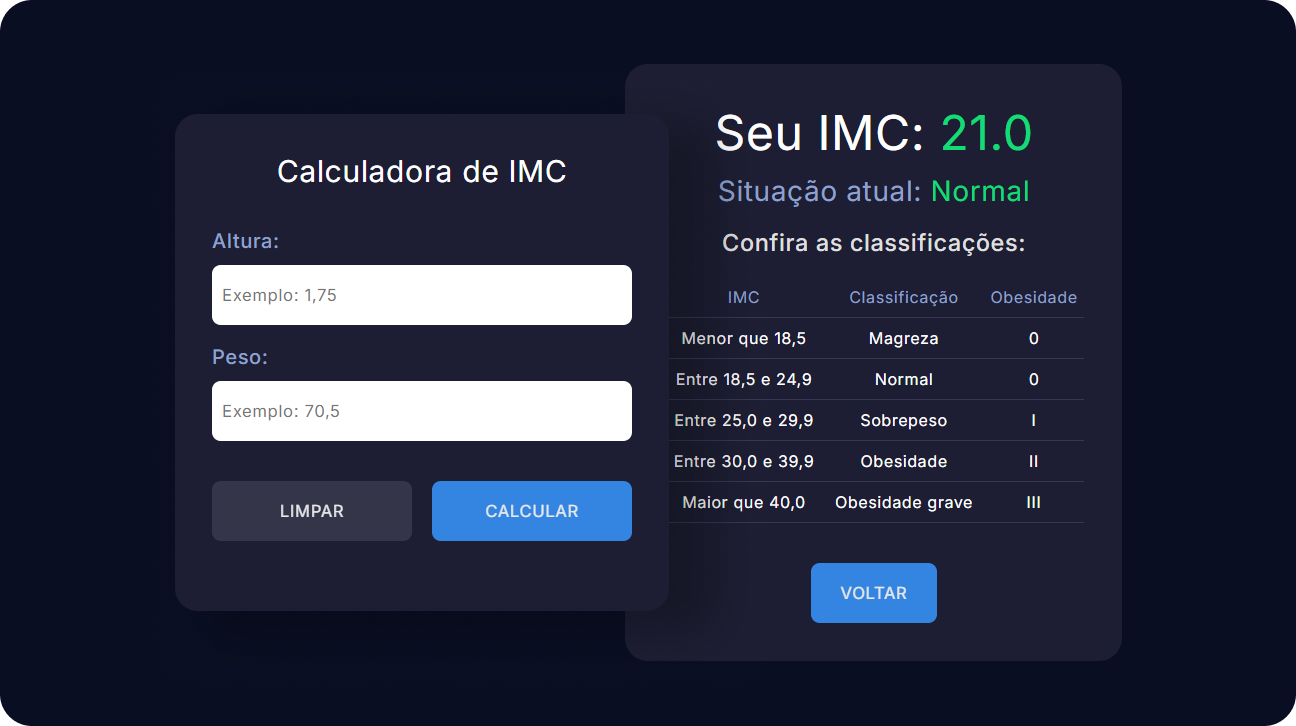 Calculadora de IMC
Altura:
Exemplo: 1,75
Peso:
Exemplo: 70,5
LIMPAR CALCULAR
Seu IMC: 21.0
Situação atual: Normal
Confira as classificações:
IMC Classificação Obesidade
Menor que 18,5 Magreza 0
Entre 18,5 e 24,9 Normal 0
Entre 25,0 e 29,9 Sobrepeso I
Entre 30,0 e 39,9 Obesidade II
Maior que 40,0 Obesidade grave III
VOLTAR